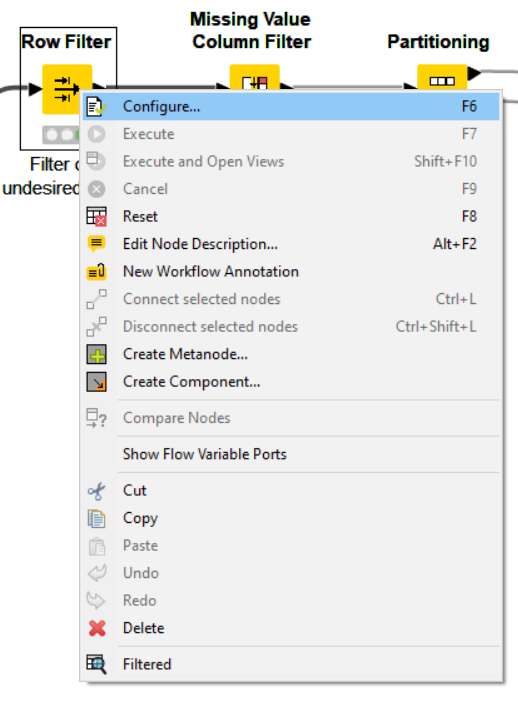 Missing Value
Row Filter
Column Filter
Partitioning
Filter
undesired
Configure... F6
Execute F7
Execute and Open Views Shift+F10
Cancel F9
Reset F8
Edit Node Description... Alt+F2
New Workflow Annotation
Connect selected nodes Ctrl+L
Disconnect selected nodes Ctrl+Shift+L
Create Metanode...
Create Component...
Compare Nodes
Show Flow Variable Ports
Cut
Copy
Paste
Undo
Redo
Delete
Filtered